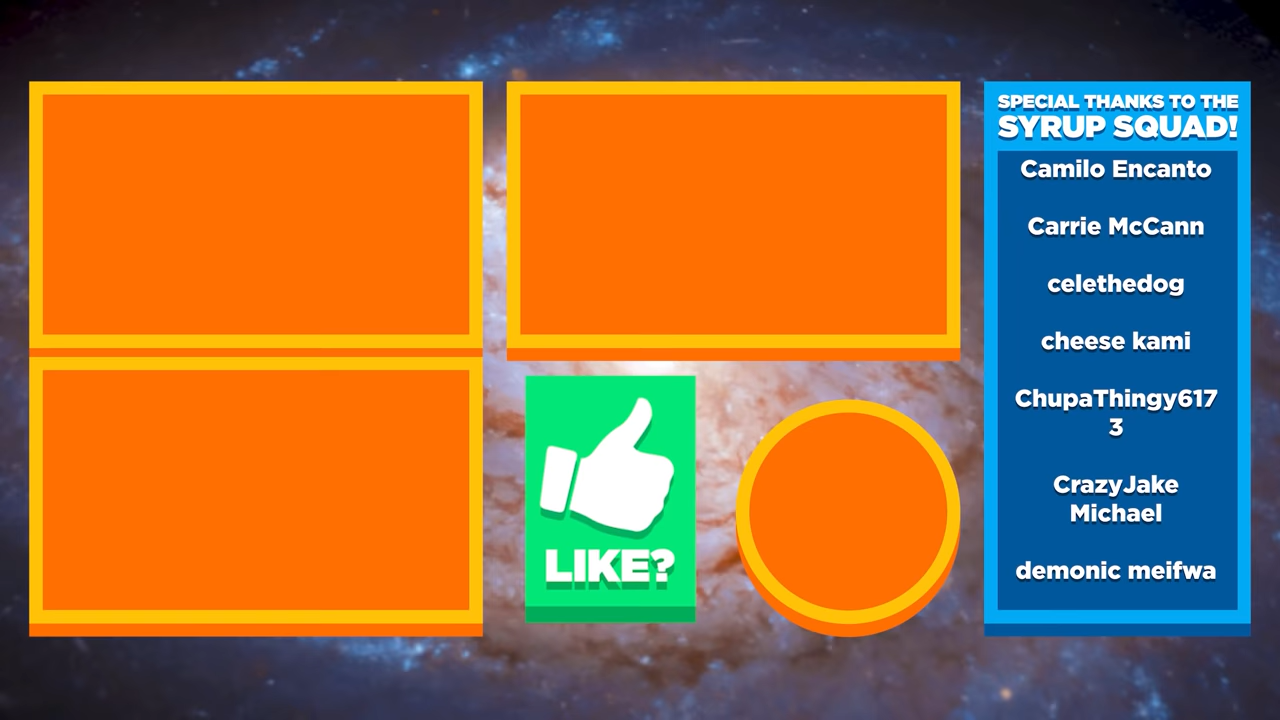 SPECIAL THANKS TO THE
SYRUP SQUAD!
Camilo Encanto
Carrie McCann
celethedog
cheese kami
ChupaThingy617
3
CrazyJake
Michael
demonic meifwa
LIKE?